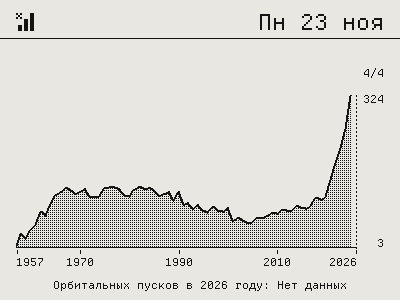 Пн 23 ноя
4/4
324
3
1957 1970 1990 2010 2026
Орбитальных пусков в 2026 году: Нет данных